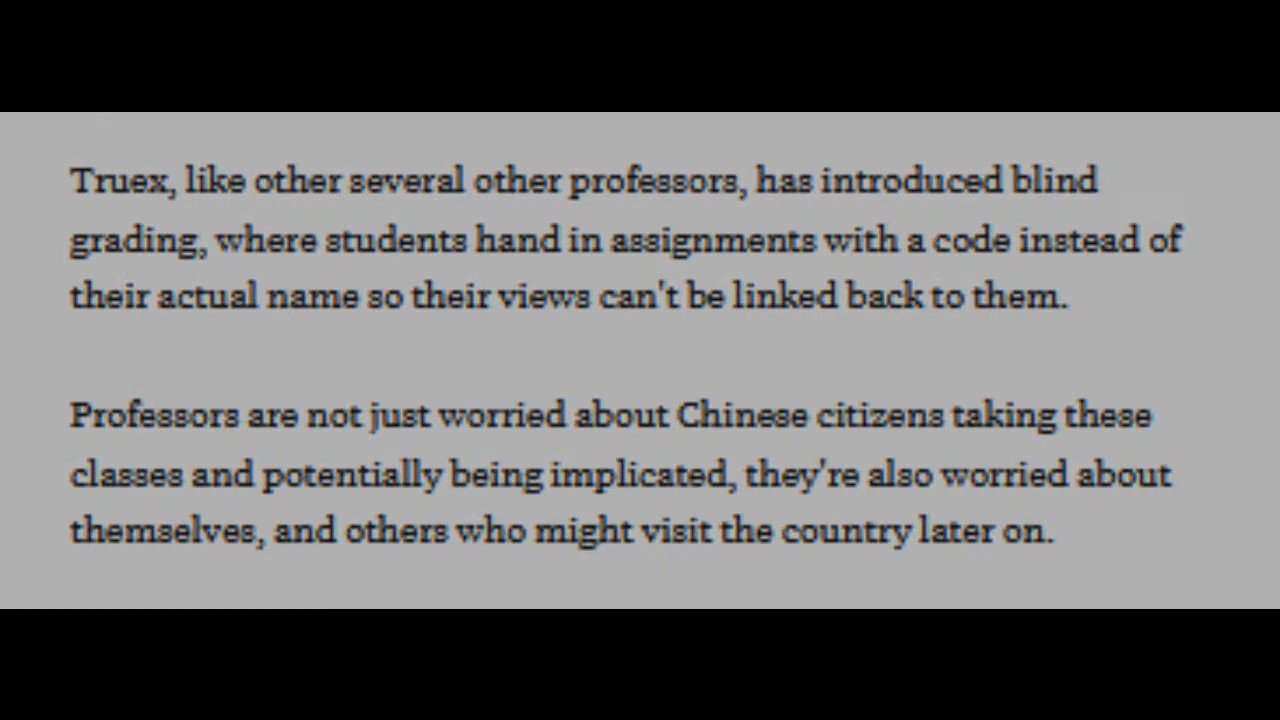 Truex, like other several other professors, has introduced blind
grading, where students hand in assignments with a code instead of
their actual name so their views can't be linked back to them.
Professors are not just worried about Chinese citizens taking these
classes and potentially being implicated, they're also worried about
themselves, and others who might visit the country later on.